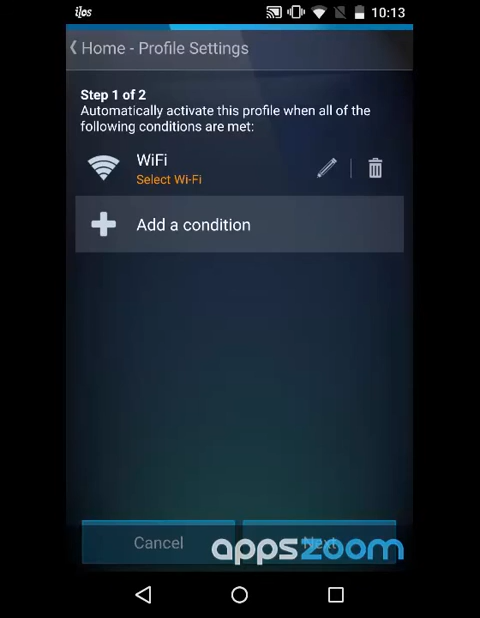 ilos
10:13
Home - Profile Settings
Step 1 of 2
Automatically activate this profile when all of the
following conditions are met:
WiFi
Select Wi-Fi
Add a condition
Cancel
Next
appszoom